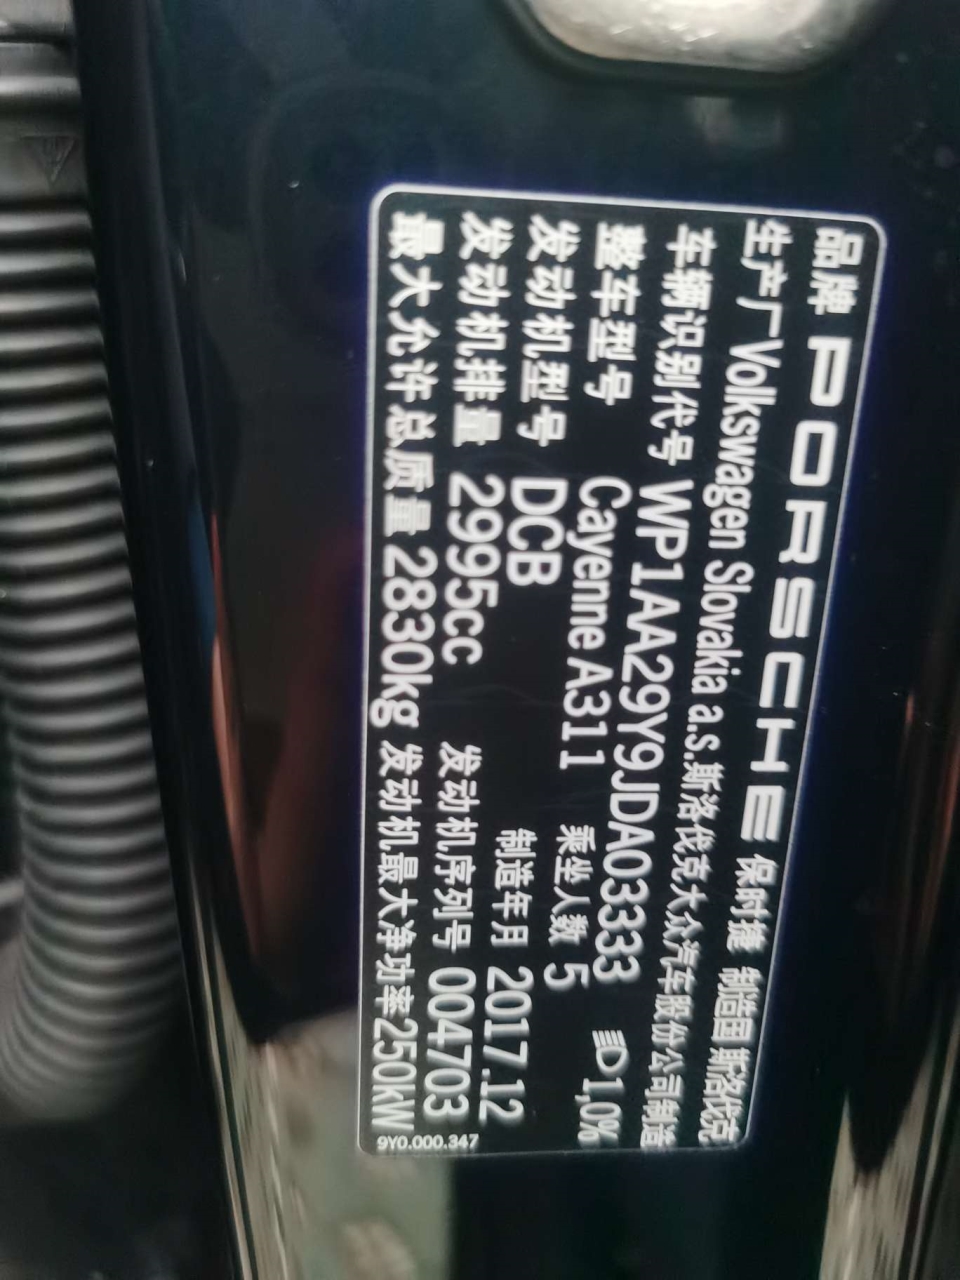 品牌 PORSCHE 保时捷 制造国 斯洛伐克
生产厂 Volkswagen Slovakia a.s.斯洛伐克大众汽车股份公司制造
车辆识别代号 WP1AA29Y9JDA03333
整车型号 Cayenne A311 乘坐人数 5 1,0%
发动机型号 DCB 制造年月 2017.12
发动机排量 2995cc 发动机序列号 004703
最大允许总质量 2830kg 发动机最大净功率 250kW
9Y0.000.347